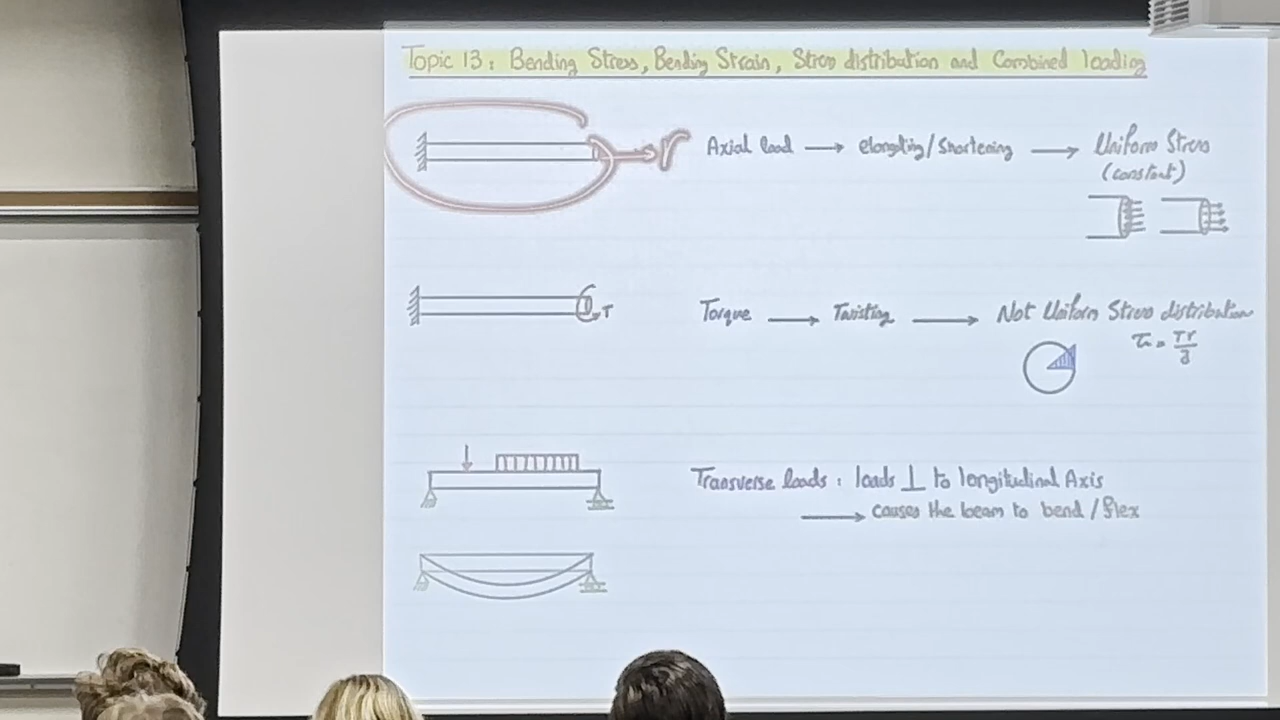 Topic 13: Bending Stress, Bending Strain, Stress distribution and Combined loading
P Axial load → elongating/Shortening → Uniform Stress
(constant)
T Torque → Twisting → Not Uniform Stress distribution
Tr
J
Transverse loads: loads ⊥ to longitudinal Axis
→ causes the beam to bend / flex